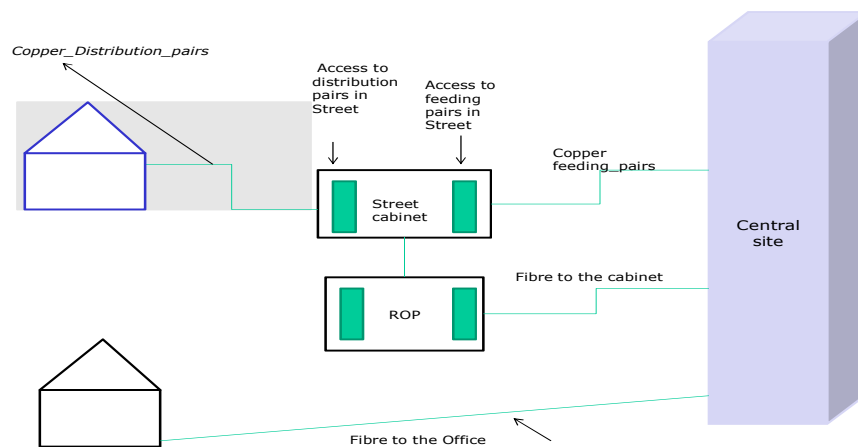 Copper_Distribution_pairs
Access to
distribution
pairs in
Street
Access to
feeding
pairs in
Street
Copper
feeding_pairs
Street
cabinet
Central
site
Fibre to the cabinet
ROP
Fibre to the Office